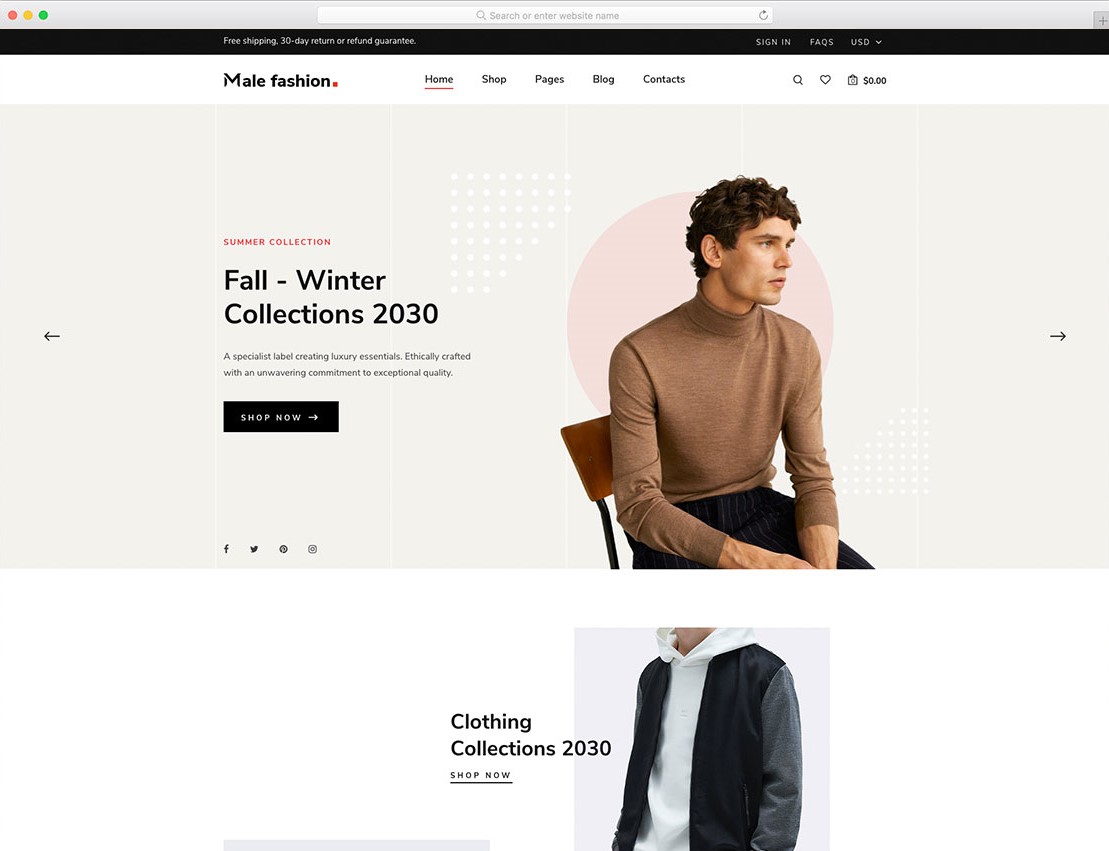 Search or enter website name
Free shipping, 30-day return or refund guarantee.
SIGN IN FAQS USD
Male fashion.
Home Shop Pages Blog Contacts
0
$0.00
SUMMER COLLECTION
Fall - Winter
Collections 2030
A specialist label creating luxury essentials. Ethically crafted
with an unwavering commitment to exceptional quality.
SHOP NOW
Clothing
Collections 2030
SHOP NOW